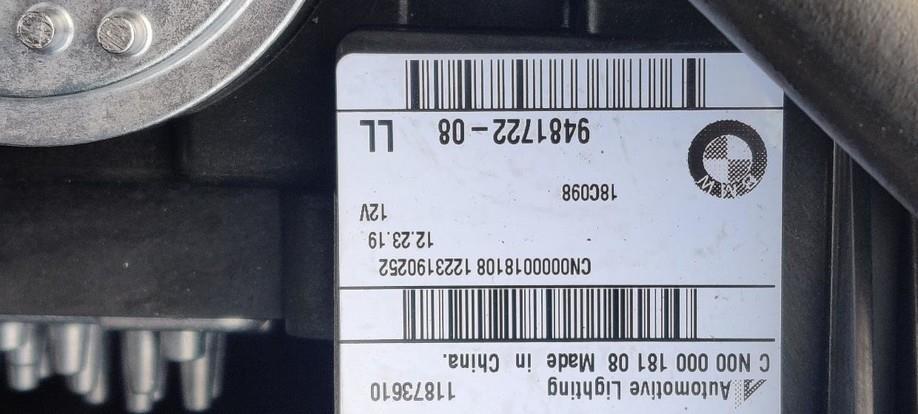 Automotive Lighting 11873610
C N00 000 181 08 Made in China.
CN00000018108 1223190252
12.23.19
12V
18C098
BMW
9481722-08 LL